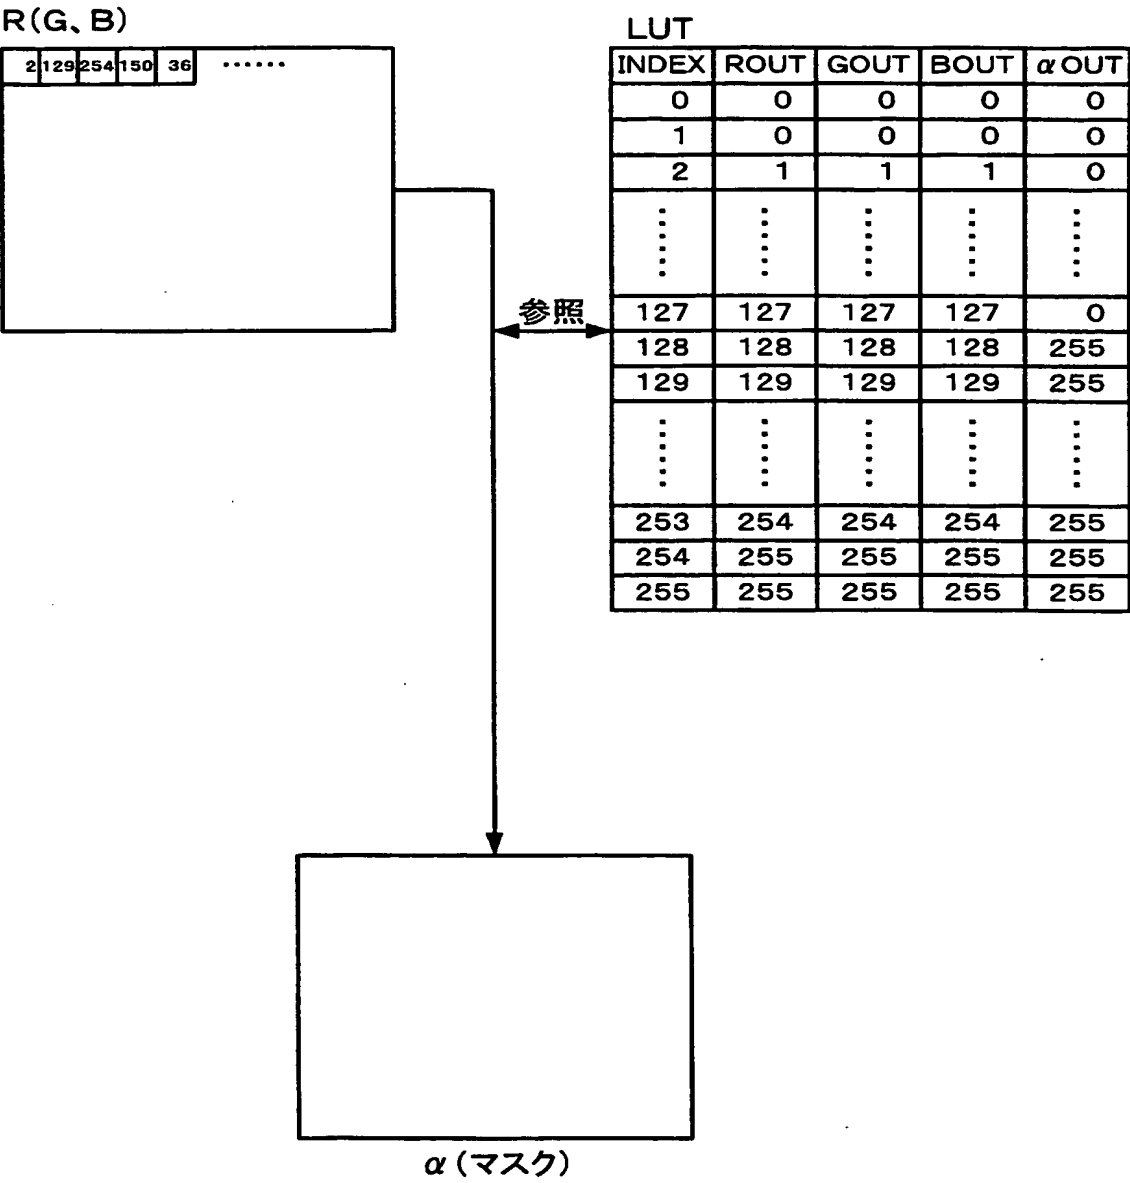 R(G、B)
2 129 254 150 36 ……
LUT
INDEX ROUT GOUT BOUT αOUT
0 0 0 0 0
1 0 0 0 0
2 1 1 1 0
⋮ ⋮ ⋮ ⋮ ⋮
127 127 127 127 0
128 128 128 128 255
129 129 129 129 255
⋮ ⋮ ⋮ ⋮ ⋮
253 254 254 254 255
254 255 255 255 255
255 255 255 255 255
参照
α(マスク)